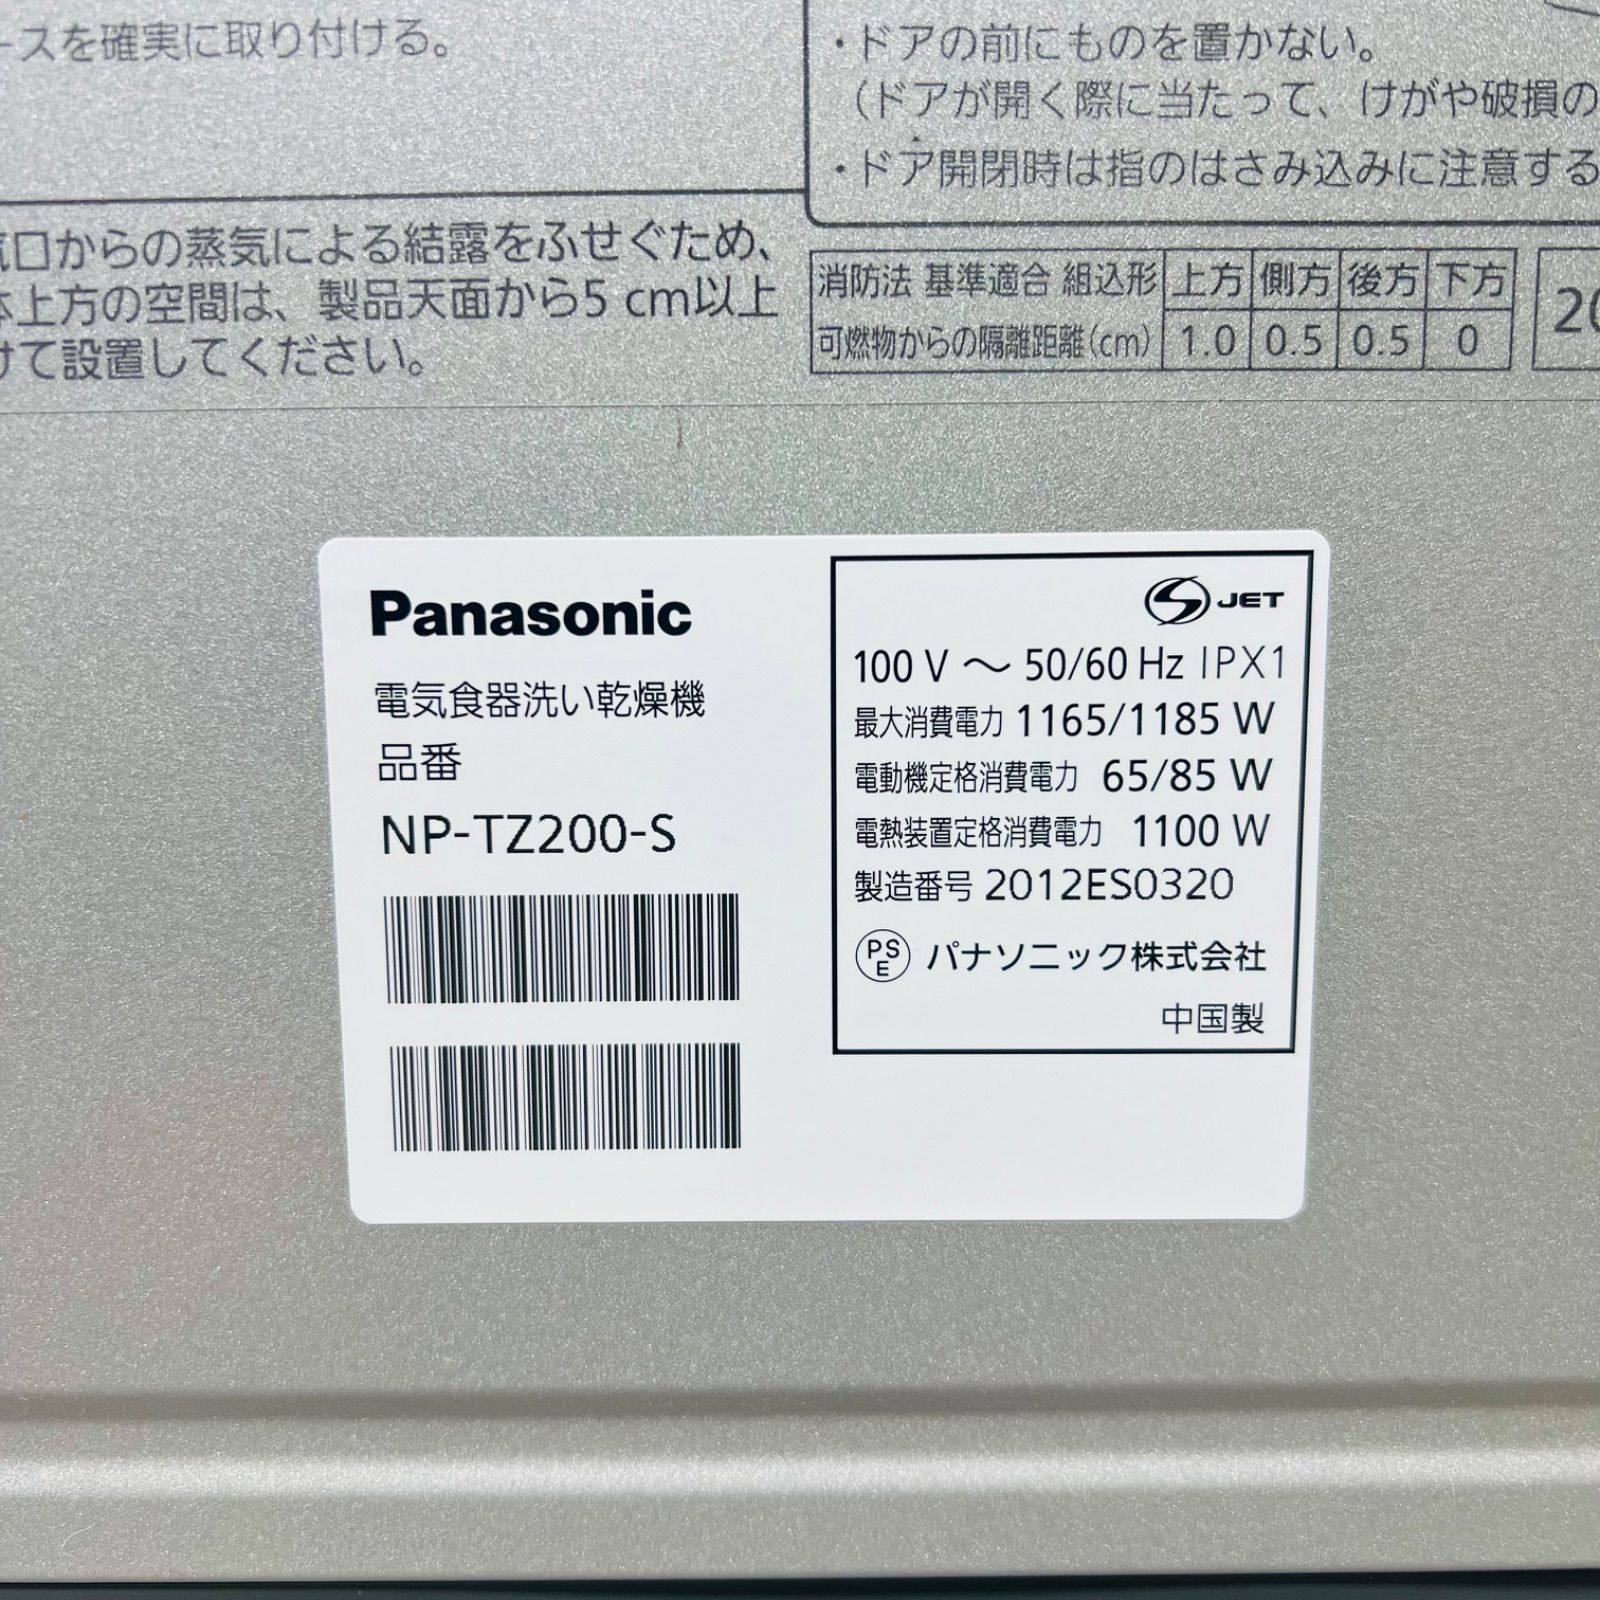 ースを確実に取り付ける。
・ドアの前にものを置かない。
（ドアが開く際に当たって、けがや破損の
・ドア開閉時は指のはさみ込みに注意する
気口からの蒸気による結露をふせぐため、
体上方の空間は、製品天面から5 cm以上
けて設置してください。
消防法 基準適合 組込形 上方 側方 後方 下方
可燃物からの隔離距離(cm) 1.0 0.5 0.5 0
20
Panasonic
電気食器洗い乾燥機
品番
NP-TZ200-S
S JET
100 V ～ 50/60 Hz IPX1
最大消費電力 1165/1185 W
電動機定格消費電力 65/85 W
電熱装置定格消費電力 1100 W
製造番号 2012ES0320
PSE パナソニック株式会社
中国製